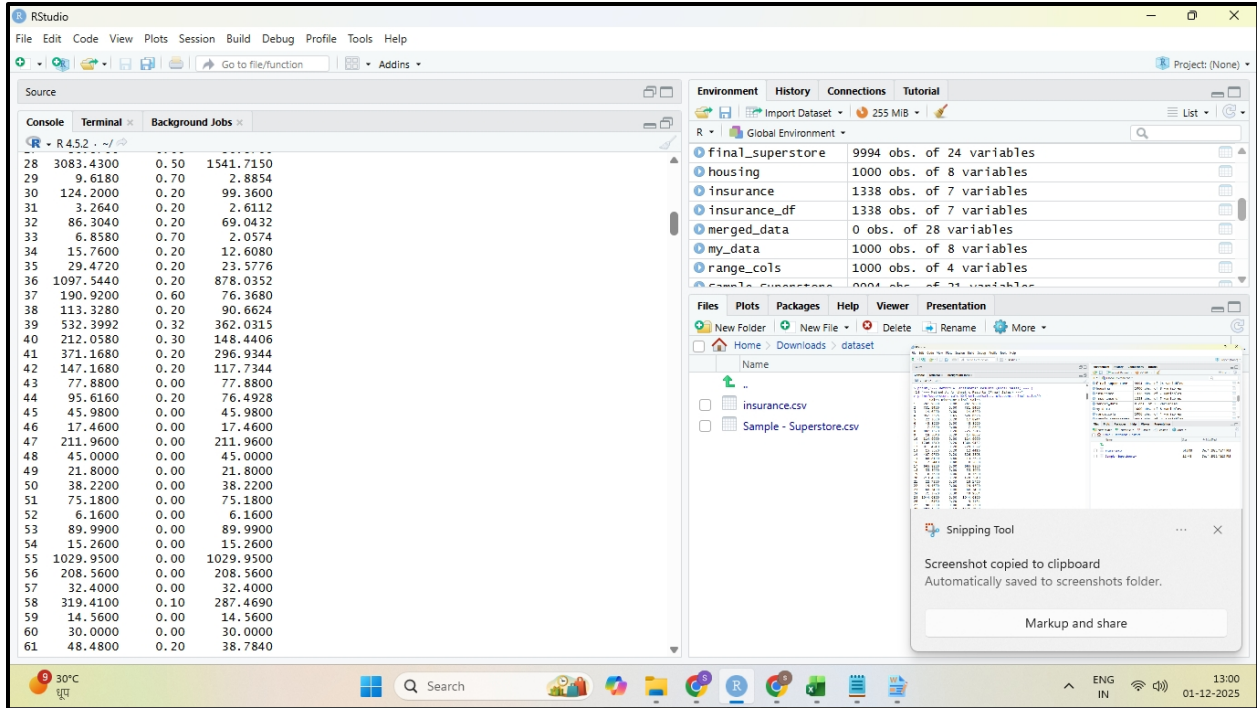 RStudio
File Edit Code View Plots Session Build Debug Profile Tools Help
Go to file/function
Addins
Project: (None)
Source
Console Terminal Background Jobs
R 4.5.2 · ~/
28 3083.4300 0.50 1541.7150
29 9.6180 0.70 2.8854
30 124.2000 0.20 99.3600
31 3.2640 0.20 2.6112
32 86.3040 0.20 69.0432
33 6.8580 0.70 2.0574
34 15.7600 0.20 12.6080
35 29.4720 0.20 23.5776
36 1097.5440 0.20 878.0352
37 190.9200 0.60 76.3680
38 113.3280 0.20 90.6624
39 532.3992 0.32 362.0315
40 212.0580 0.30 148.4406
41 371.1680 0.20 296.9344
42 147.1680 0.20 117.7344
43 77.8800 0.00 77.8800
44 95.6160 0.20 76.4928
45 45.9800 0.00 45.9800
46 17.4600 0.00 17.4600
47 211.9600 0.00 211.9600
48 45.0000 0.00 45.0000
49 21.8000 0.00 21.8000
50 38.2200 0.00 38.2200
51 75.1800 0.00 75.1800
52 6.1600 0.00 6.1600
53 89.9900 0.00 89.9900
54 15.2600 0.00 15.2600
55 1029.9500 0.00 1029.9500
56 208.5600 0.00 208.5600
57 32.4000 0.00 32.4000
58 319.4100 0.10 287.4690
59 14.5600 0.00 14.5600
60 30.0000 0.00 30.0000
61 48.4800 0.20 38.7840
Environment History Connections Tutorial
Import Dataset 255 MiB List
R Global Environment
final_superstore 9994 obs. of 24 variables
housing 1000 obs. of 8 variables
insurance 1338 obs. of 7 variables
insurance_df 1338 obs. of 7 variables
merged_data 0 obs. of 28 variables
my_data 1000 obs. of 8 variables
range_cols 1000 obs. of 4 variables
Sample_Superstore 9994 obs. of 21 variables
Files Plots Packages Help Viewer Presentation
New Folder New File Delete Rename More
Home Downloads dataset
Name
..
insurance.csv
Sample - Superstore.csv
Snipping Tool
Screenshot copied to clipboard
Automatically saved to screenshots folder.
Markup and share
9 30°C
धूप
Search
ENG
IN
13:00
01-12-2025